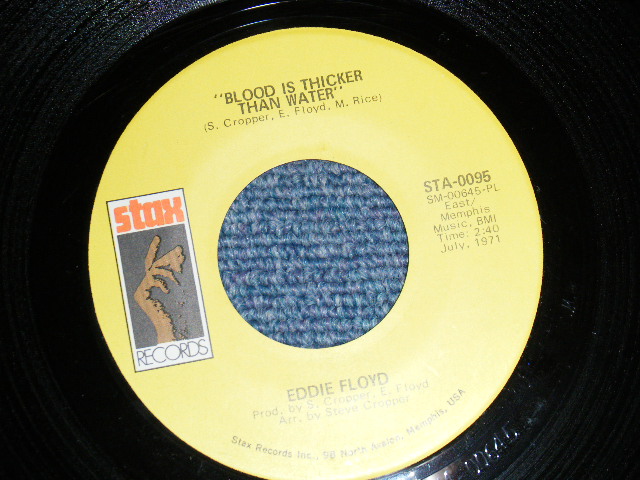 "BLOOD IS THICKER
THAN WATER"
(S. Cropper, E. Floyd, M. Rice)
STA-0095
SM-00645-PL
East/
Memphis
Music, BMI
Time: 2:40
July, 1971
stax
RECORDS
EDDIE FLOYD
Prod. by S. Cropper, E. Floyd
Arr. by Steve Cropper
Stax Records Inc., 98 North Avalon, Memphis, USA